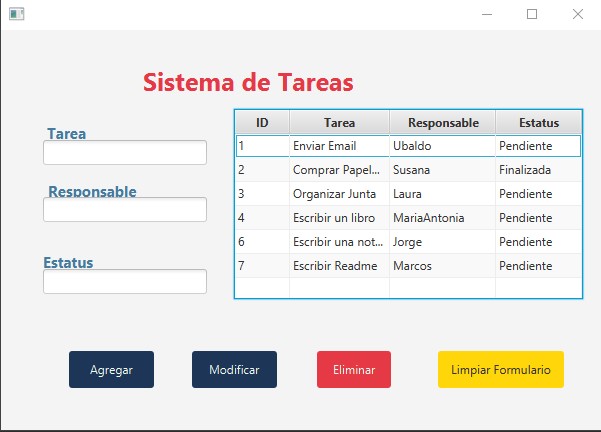 Sistema de Tareas
Tarea
Responsable
Estatus
ID Tarea Responsable Estatus
1 Enviar Email Ubaldo Pendiente
2 Comprar Papel... Susana Finalizada
3 Organizar Junta Laura Pendiente
4 Escribir un libro MariaAntonia Pendiente
6 Escribir una not... Jorge Pendiente
7 Escribir Readme Marcos Pendiente
Agregar Modificar Eliminar Limpiar Formulario